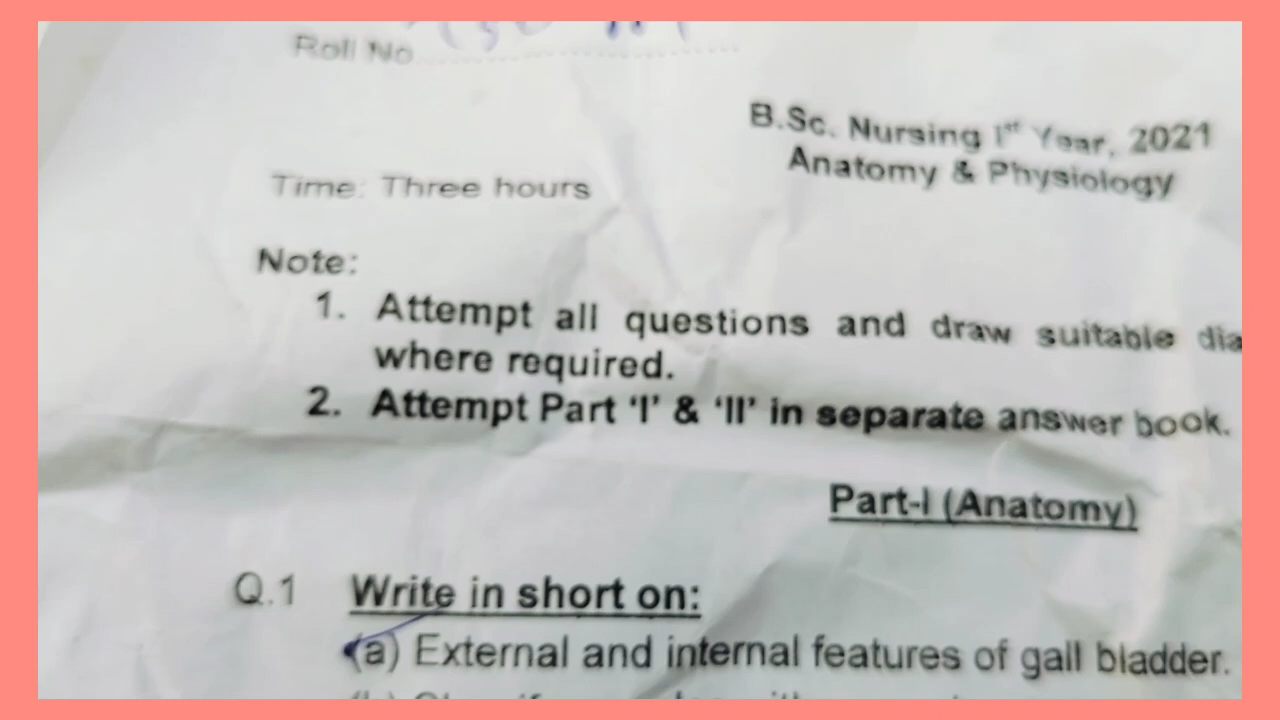 Roll No
B.Sc. Nursing Ist Year, 2021
Anatomy & Physiology
Time: Three hours
Note:
1. Attempt all questions and draw suitable dia
where required.
2. Attempt Part 'I' & 'II' in separate answer book.
Part-I (Anatomy)
Q.1 Write in short on:
(a) External and internal features of gall bladder.